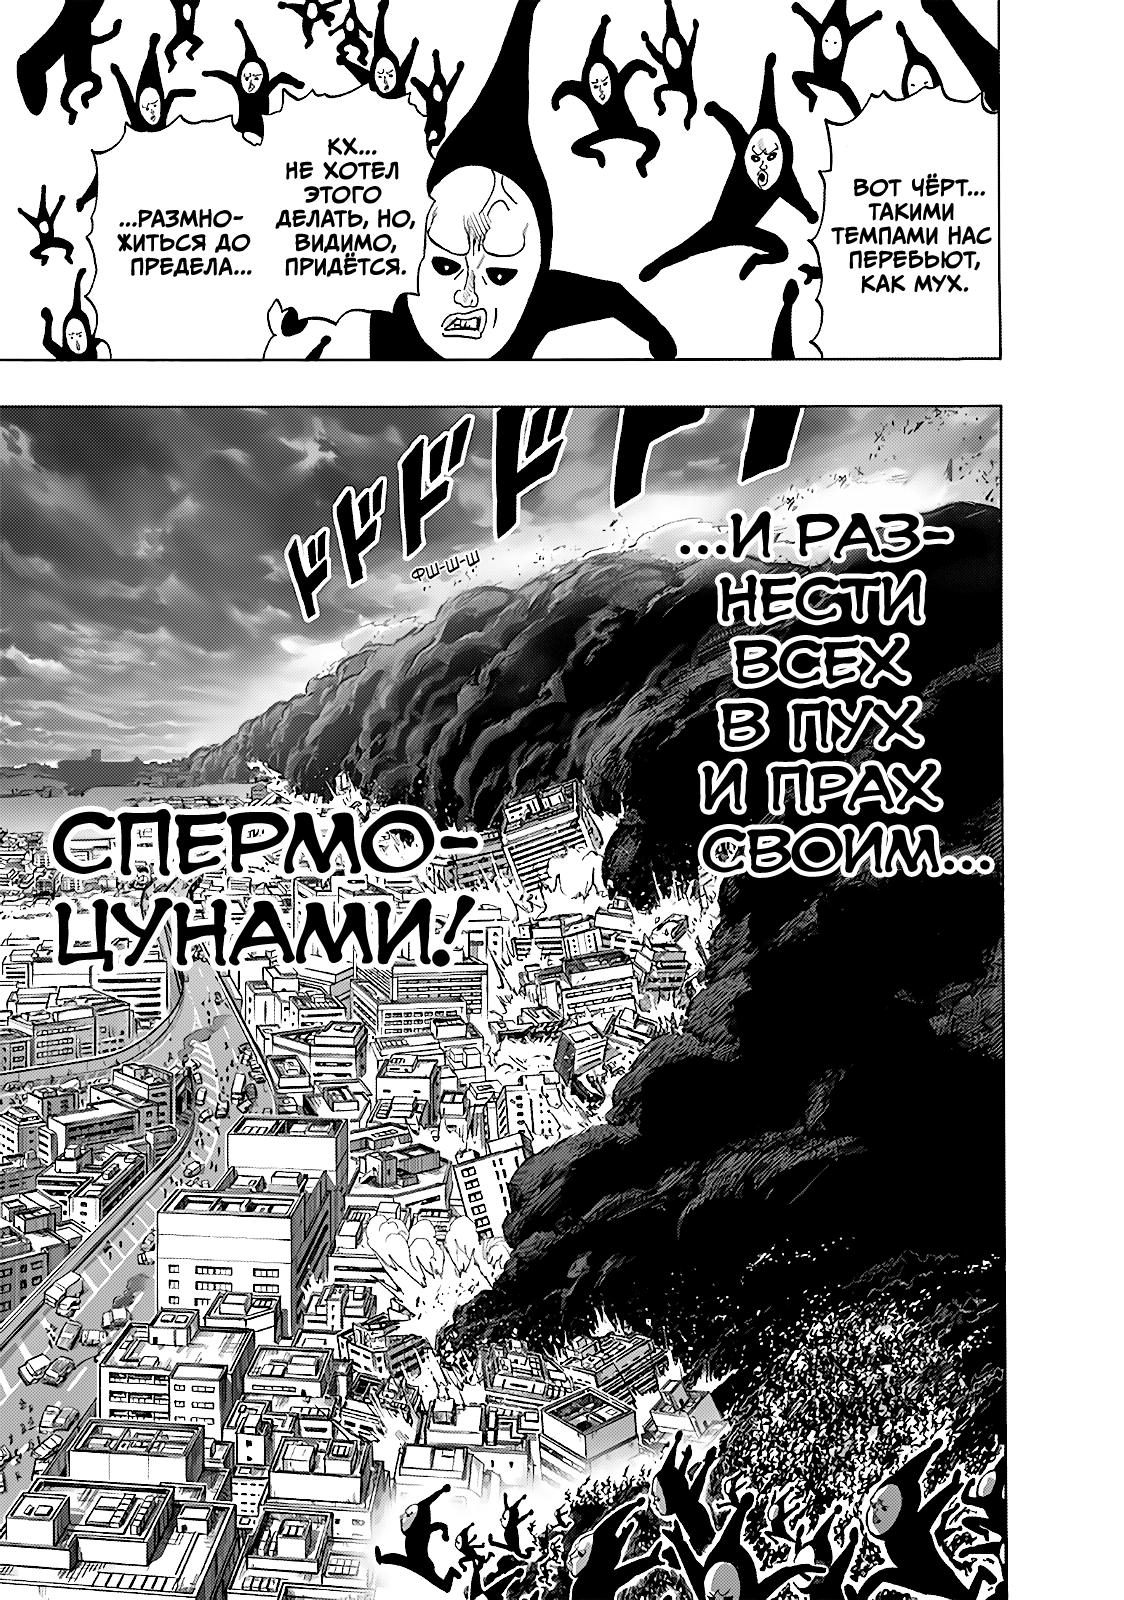 ВОТ ЧЁРТ...
ТАКИМИ
ТЕМПАМИ НАС
ПЕРЕБЬЮТ,
КАК МУХ.
КХ...
НЕ ХОТЕЛ
ЭТОГО
ДЕЛАТЬ, НО,
ВИДИМО,
ПРИДЁТСЯ.
...РАЗМНО-
ЖИТЬСЯ ДО
ПРЕДЕЛА...
ドドドドドド
ФШ-Ш-Ш
...И РАЗ-
НЕСТИ
ВСЕХ
В ПУХ
И ПРАХ
СВОИМ...
СПЕРМО-
ЦУНАМИ!